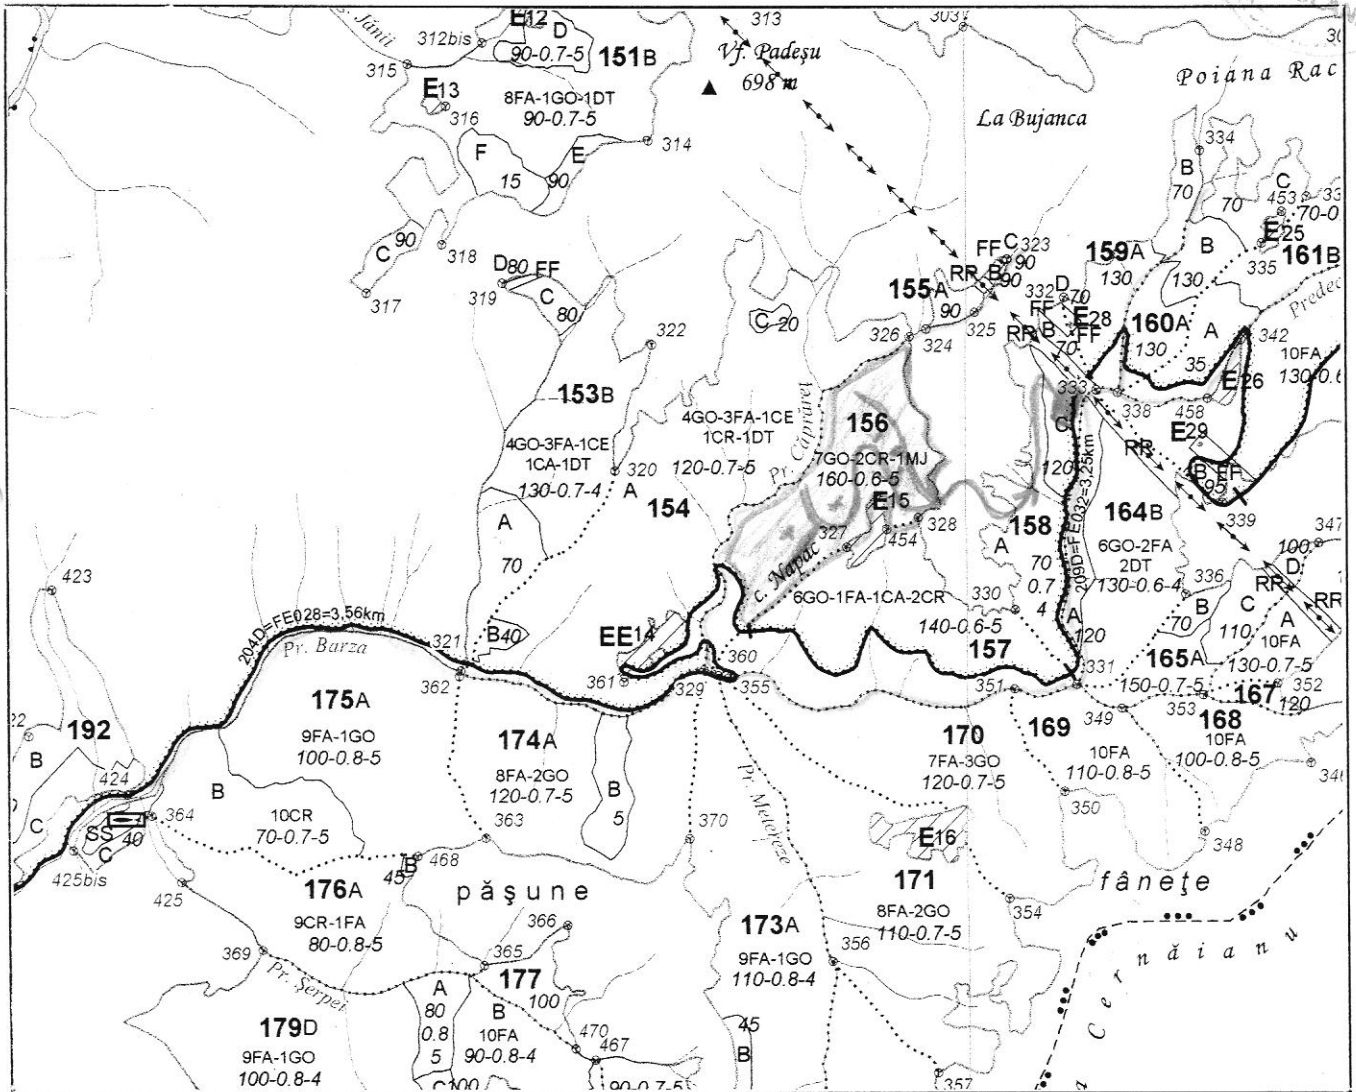 E12
D
90-0.7-5
151B
313
303
Vf. Padeşu
698 m
Poiana Rac
312bis
315
E13
316
8FA-1GO-1DT
90-0.7-5
314
La Bujanca
334
F
15
E
90
B
70
70
C
453
70-0
C
90
318
317
D
80
FF
319
C
80
322
C 20
FF
C
323
90
RR
B
90
155A
90
326
324
325
332
D
70
FF
E28
FF
RR
B
70
159A
130
B
130
E25
335
161B
Predec
160A
130
A
35
342
10FA
130-0.6
E26
333
338
458
E29
RR
B
FF
95
339
153B
4GO-3FA-1CE
1CA-1DT
130-0.7-4
320
A
154
4GO-3FA-1CE
1CR-1DT
120-0.7-5
Pr. Căprăret
156
7GO-2CR-1MJ
160-0.6-5
E15
327
454
328
c. Napac
C
120
209D=FE032=3,25km
158
A
70
0.7
4
330
164B
6GO-2FA
2DT
130-0.6-4
336
B
70
347
100
D
RR
RR
C
110
A
10FA
130-0.7-5
A
70
423
204D=FE028=3,56km
Pr. Barza
321
362
B40
EE14
361
329
360
355
6GO-1FA-1CA-2CR
140-0.6-5
157
351
A
120
331
349
165A
150-0.7-5
353
167
120
352
175A
9FA-1GO
100-0.8-5
174A
8FA-2GO
120-0.7-5
B
5
170
7FA-3GO
120-0.7-5
169
10FA
110-0.8-5
168
10FA
100-0.8-5
350
348
192
22
B
C
424
SS
40
C
364
425bis
425
B
10CR
70-0.7-5
363
468
B
45
370
Pr. Meleteze
E16
176A
9CR-1FA
80-0.8-5
păşune
366
365
369
Pr. Şerpei
177
100
171
8FA-2GO
110-0.7-5
354
fâneţe
173A
9FA-1GO
110-0.8-4
356
Cernăianu
179D
9FA-1GO
100-0.8-4
A
80
0.8
5
B
10FA
90-0.8-4
470
467
C100
90-0.7-5
45
B
357